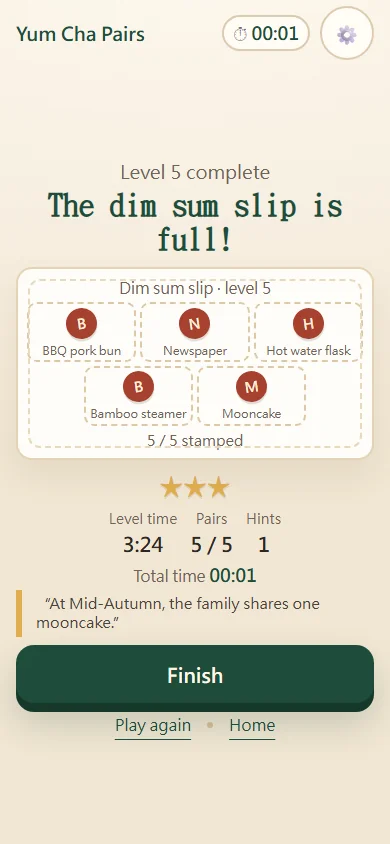 Yum Cha Pairs
⏱ 00:01
Level 5 complete
The dim sum slip is
full!
Dim sum slip · level 5
B
N
H
BBQ pork bun
Newspaper
Hot water flask
B
M
Bamboo steamer
Mooncake
5 / 5 stamped
★★★
Level time
Pairs
Hints
3:24
5 / 5
1
Total time 00:01
“At Mid-Autumn, the family shares one
mooncake.”
Finish
Play again • Home